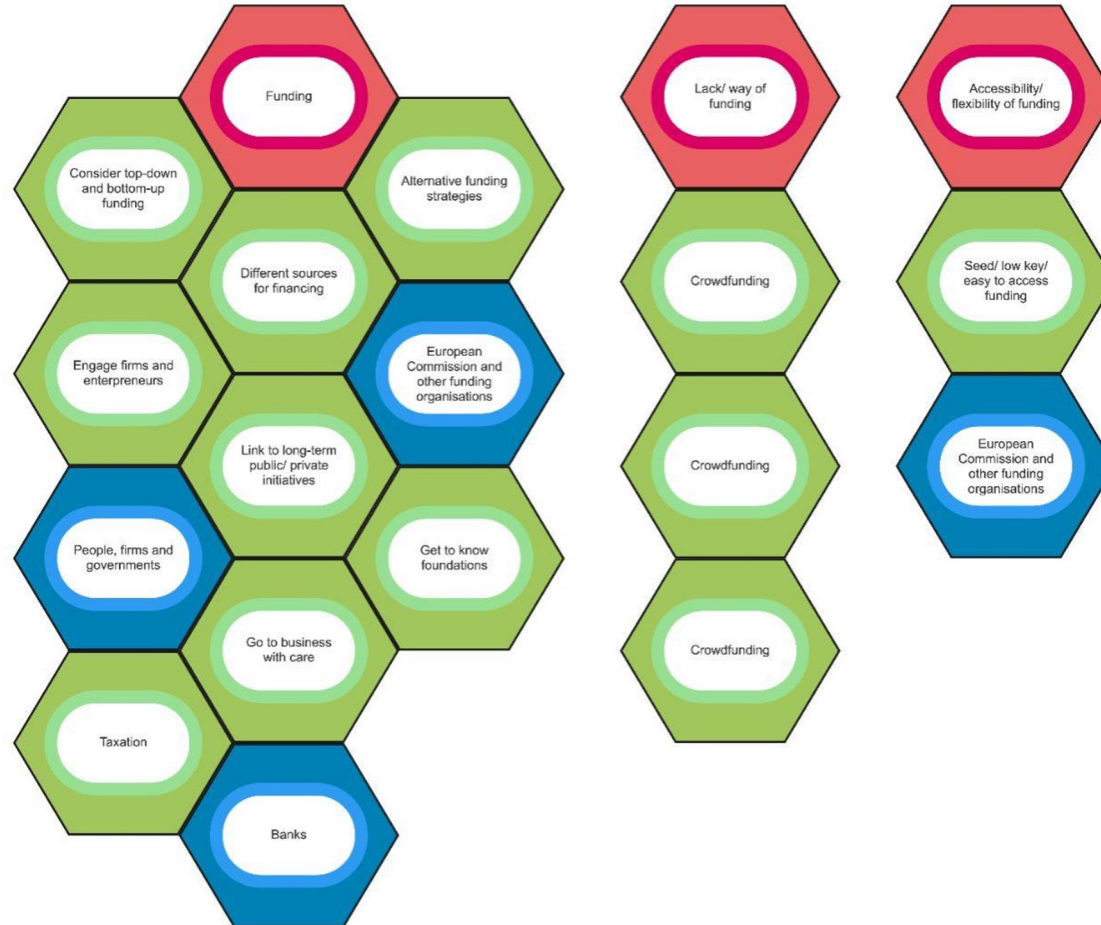 Funding
Consider top-down
and bottom-up
funding
Alternative funding
strategies
Different sources
for financing
Engage firms and
enterpreneurs
European
Commission and
other funding
organisations
Link to long-term
public/ private
initiatives
People, firms and
governments
Get to know
foundations
Go to business
with care
Taxation
Banks
Lack/ way of
funding
Crowdfunding
Crowdfunding
Crowdfunding
Accessibility/
flexibility of funding
Seed/ low key/
easy to access
funding
European
Commission and
other funding
organisations